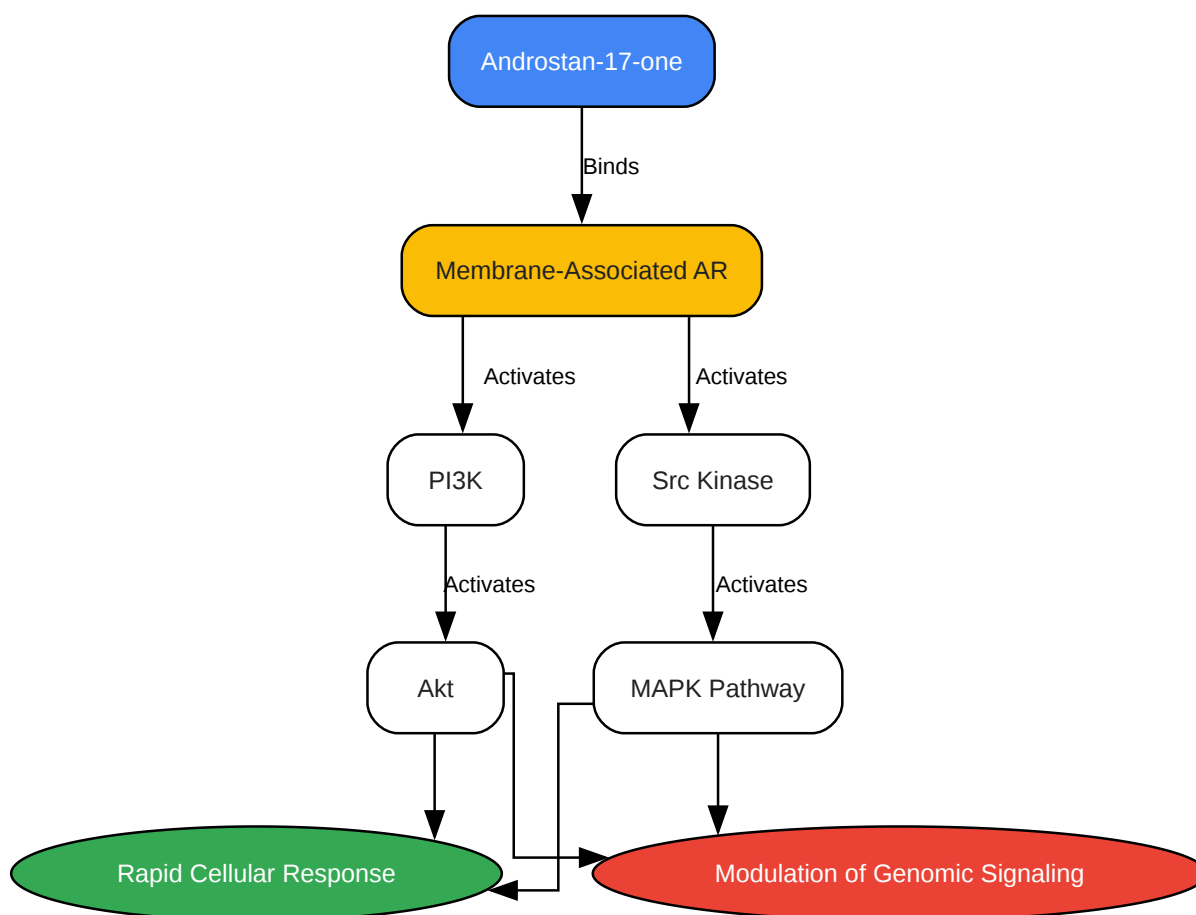 Androstan-17-one
Binds
Membrane-Associated AR
Activates
Activates
PI3K
Src Kinase
Activates
Activates
Akt
MAPK Pathway
Rapid Cellular Response
Modulation of Genomic Signaling